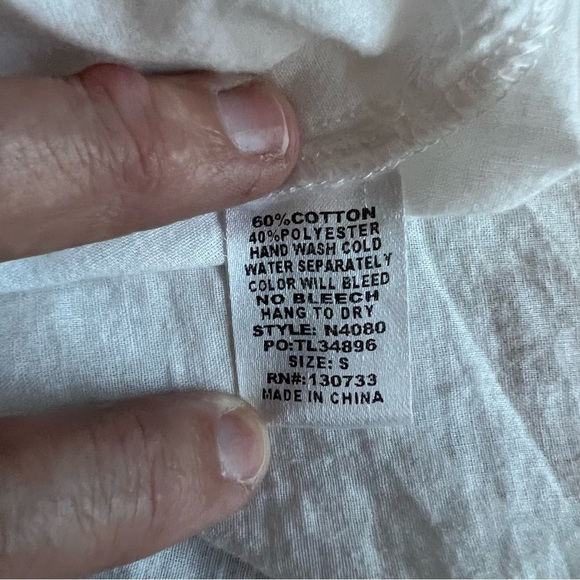 60%COTTON
40%POLYESTER
HAND WASH COLD
WATER SEPARATELY
COLOR WILL BLEED
NO BLEECH
HANG TO DRY
STYLE: N4080
PO:TL34896
SIZE: S
RN#:130733
MADE IN CHINA